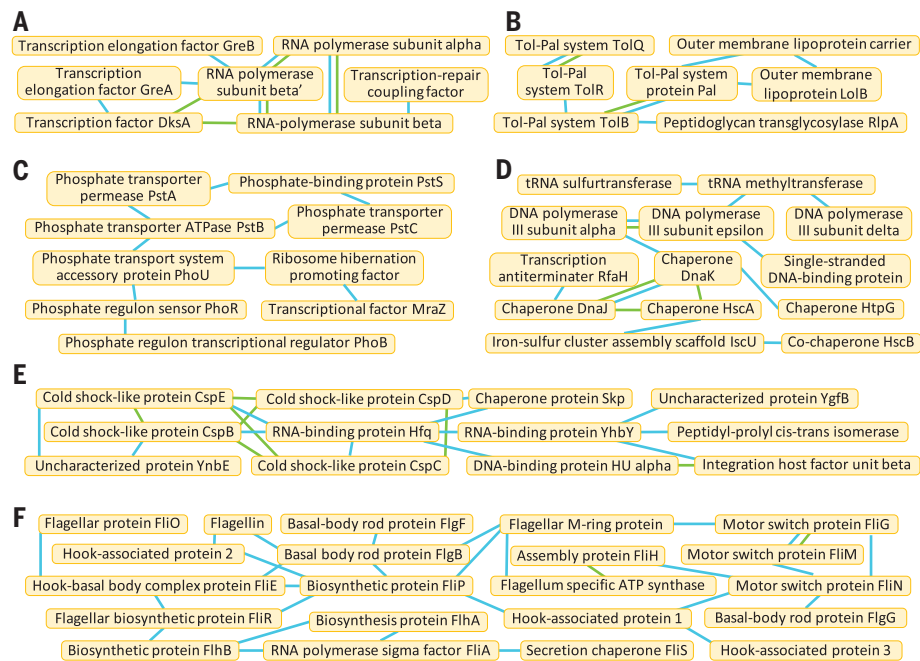 A
Transcription elongation factor GreB
RNA polymerase subunit alpha
Transcription
elongation factor GreA
RNA polymerase
subunit beta’
Transcription-repair
coupling factor
Transcription factor DksA
RNA-polymerase subunit beta
B
Tol-Pal system TolQ
Outer membrane lipoprotein carrier
Tol-Pal
system TolR
Tol-Pal system
protein Pal
Outer membrane
lipoprotein LolB
Tol-Pal system TolB
Peptidoglycan transglycosylase RlpA
C
Phosphate transporter
permease PstA
Phosphate-binding protein PstS
Phosphate transporter ATPase PstB
Phosphate transporter
permease PstC
Phosphate transport system
accessory protein PhoU
Ribosome hibernation
promoting factor
Phosphate regulon sensor PhoR
Transcriptional factor MraZ
Phosphate regulon transcriptional regulator PhoB
D
tRNA sulfurtransferase
tRNA methyltransferase
DNA polymerase
III subunit alpha
DNA polymerase
III subunit epsilon
DNA polymerase
III subunit delta
Transcription
antiterminater RfaH
Chaperone
DnaK
Single-stranded
DNA-binding protein
Chaperone DnaJ
Chaperone HscA
Chaperone HtpG
Iron-sulfur cluster assembly scaffold IscU
Co-chaperone HscB
E
Cold shock-like protein CspE
Cold shock-like protein CspD
Chaperone protein Skp
Uncharacterized protein YgfB
Cold shock-like protein CspB
RNA-binding protein Hfq
RNA-binding protein YhbY
Peptidyl-prolyl cis-trans isomerase
Uncharacterized protein YnbE
Cold shock-like protein CspC
DNA-binding protein HU alpha
Integration host factor unit beta
F
Flagellar protein FliO
Flagellin
Basal-body rod protein FlgF
Flagellar M-ring protein
Motor switch protein FliG
Hook-associated protein 2
Basal body rod protein FlgB
Assembly protein FliH
Motor switch protein FliM
Hook-basal body complex protein FliE
Biosynthetic protein FliP
Flagellum specific ATP synthase
Motor switch protein FliN
Flagellar biosynthetic protein FliR
Biosynthesis protein FlhA
Hook-associated protein 1
Basal-body rod protein FlgG
Biosynthetic protein FlhB
RNA polymerase sigma factor FliA
Secretion chaperone FliS
Hook-associated protein 3